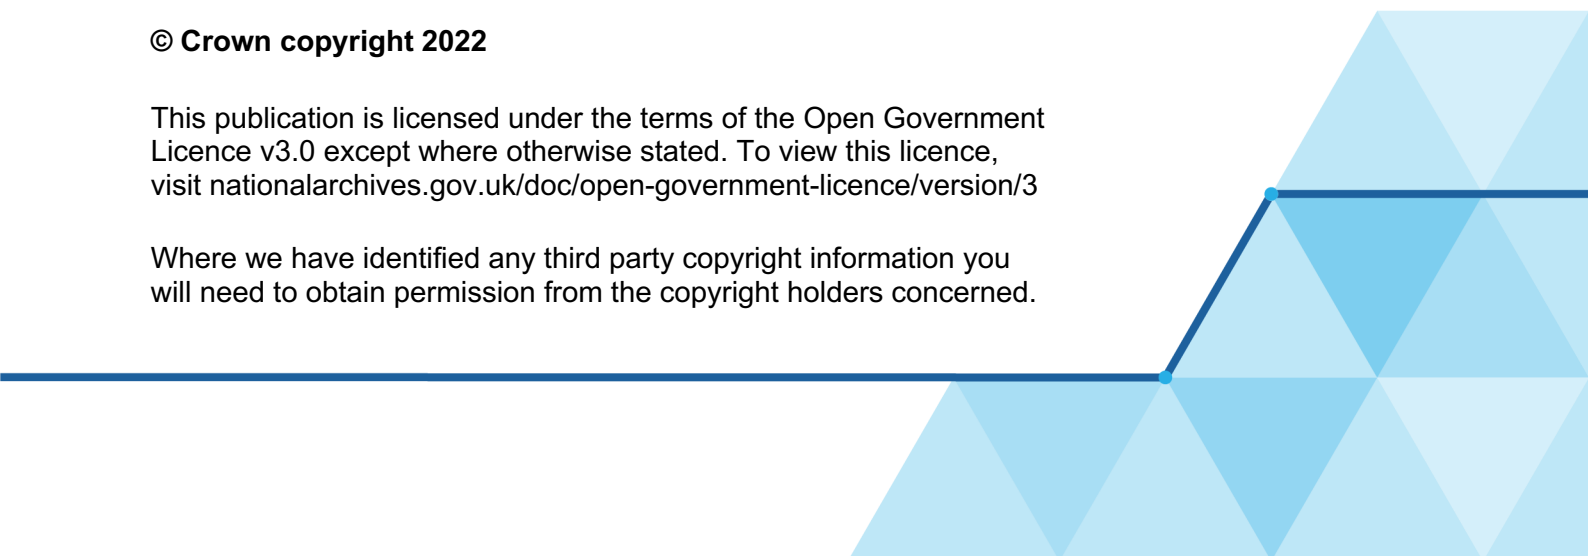 © Crown copyright 2022
This publication is licensed under the terms of the Open Government
Licence v3.0 except where otherwise stated. To view this licence,
visit nationalarchives.gov.uk/doc/open-government-licence/version/3
Where we have identified any third party copyright information you
will need to obtain permission from the copyright holders concerned.